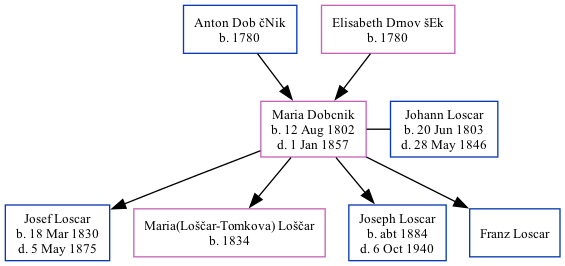 Anton Dob čNik
b. 1780
Elisabeth Drnov šEk
b. 1780
Maria Dobcnik
b. 12 Aug 1802
d. 1 Jan 1857
Johann Loscar
b. 20 Jun 1803
d. 28 May 1846
Josef Loscar
b. 18 Mar 1830
d. 5 May 1875
Maria(Loščar-Tomkova) Loščar
b. 1834
Joseph Loscar
b. abt 1884
d. 6 Oct 1940
Franz Loscar